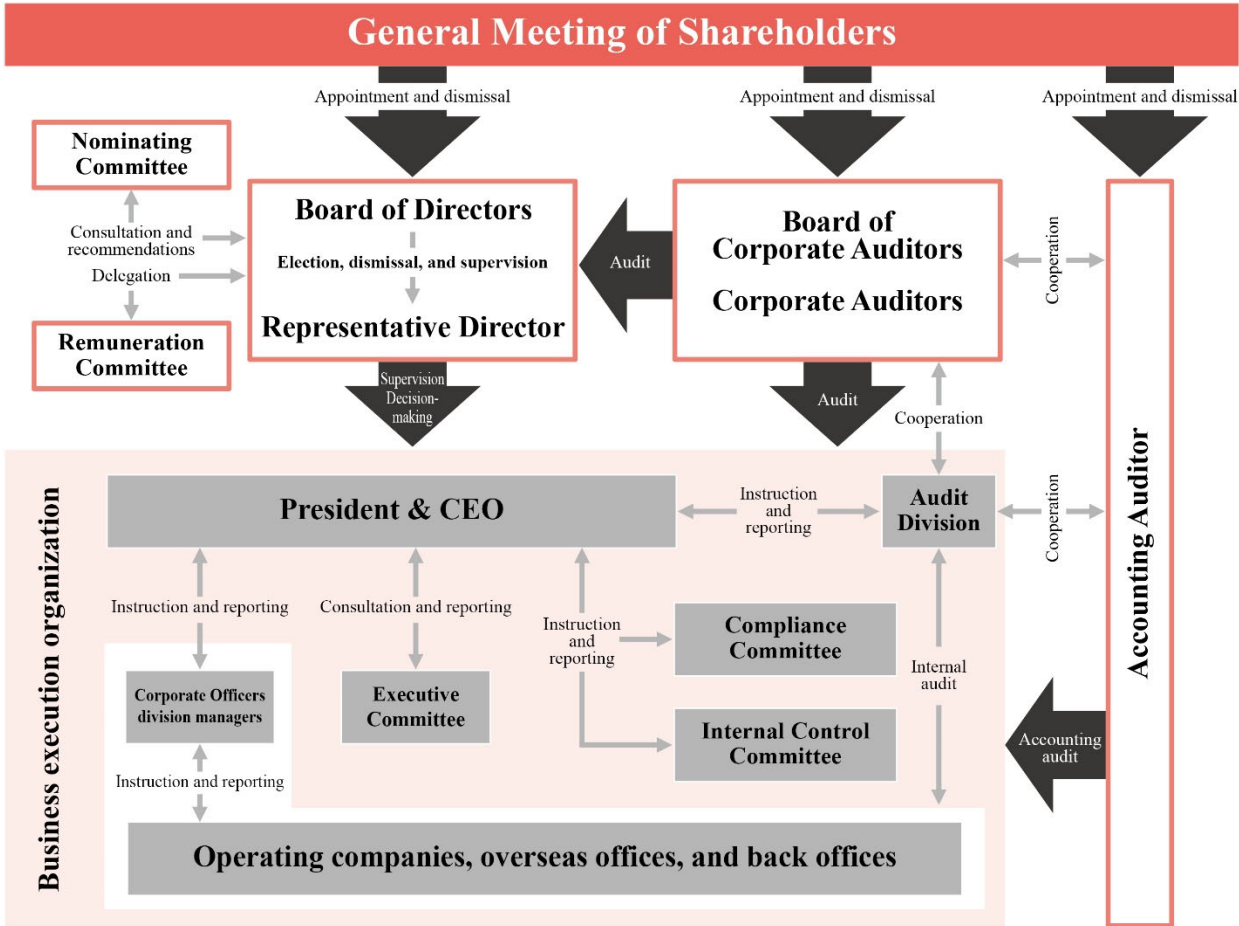 General Meeting of Shareholders
Appointment and dismissal
Appointment and dismissal
Appointment and dismissal
Nominating
Committee
Consultation and
recommendations
Delegation
Remuneration
Committee
Board of Directors
Election, dismissal, and supervision
Representative Director
Audit
Board of
Corporate Auditors
Corporate Auditors
Cooperation
Supervision
Decision-
making
Audit
Cooperation
Business execution organization
President & CEO
Instruction
and
reporting
Audit
Division
Cooperation
Accounting Auditor
Instruction and reporting
Consultation and reporting
Instruction
and
reporting
Compliance
Committee
Internal
audit
Corporate Officers
division managers
Executive
Committee
Internal Control
Committee
Accounting
audit
Instruction and reporting
Operating companies, overseas offices, and back offices